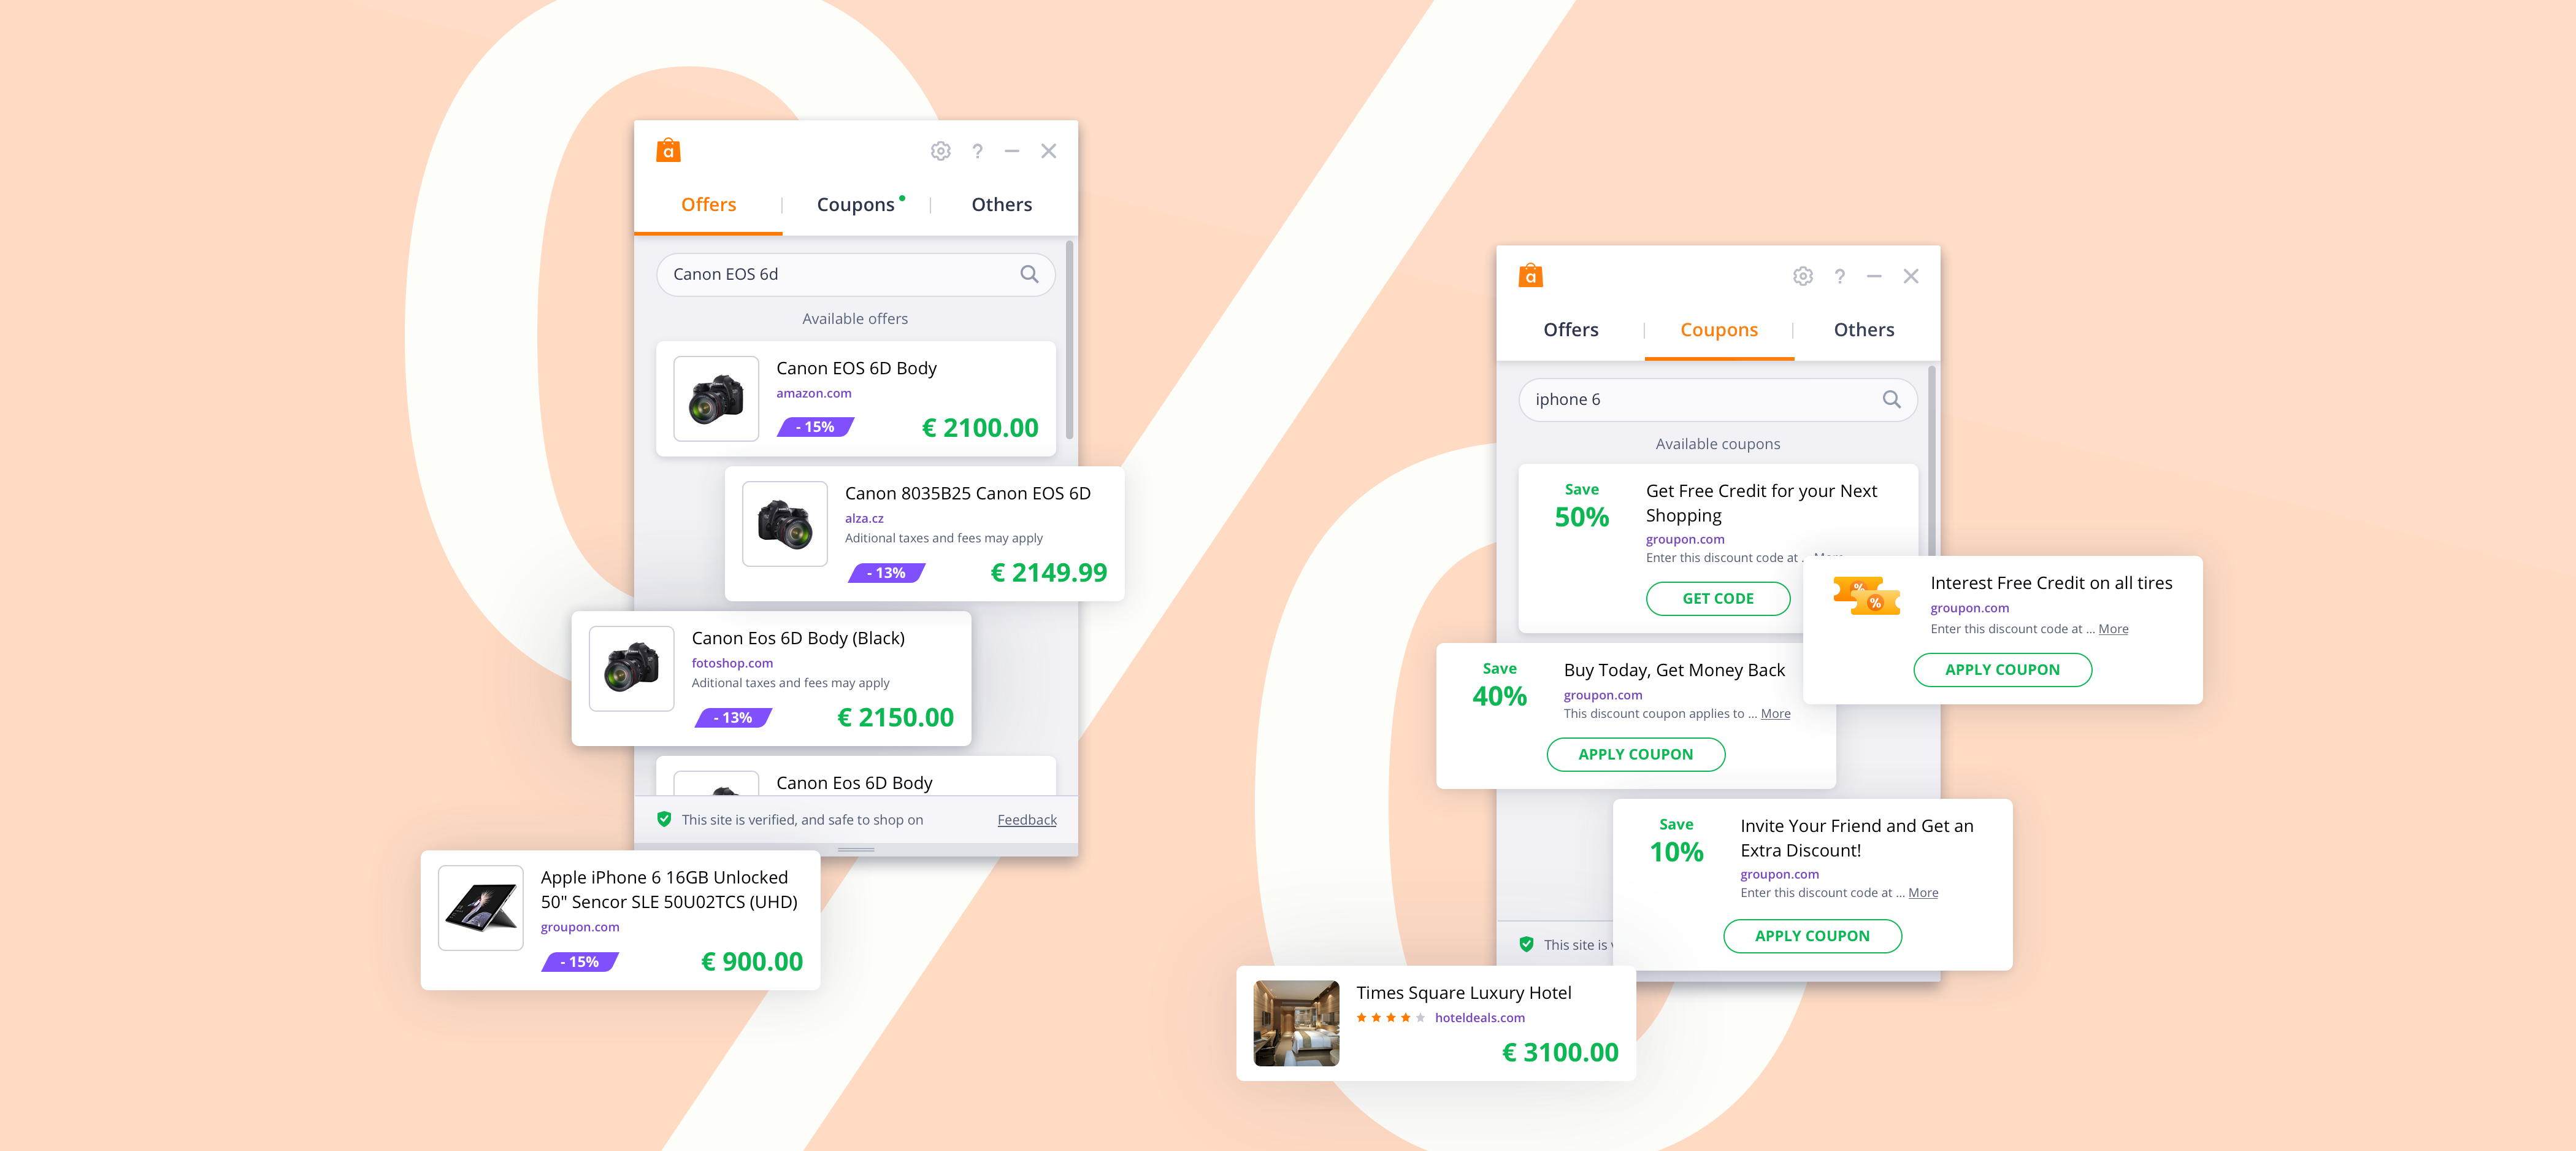 a
?
Offers
Coupons
Others
Canon EOS 6d
Available offers
Canon EOS 6D Body
amazon.com
- 15%
€ 2100.00
Canon 8035B25 Canon EOS 6D
alza.cz
Aditional taxes and fees may apply
- 13%
€ 2149.99
Canon Eos 6D Body (Black)
fotoshop.com
Aditional taxes and fees may apply
- 13%
€ 2150.00
Canon Eos 6D Body
This site is verified, and safe to shop on
Feedback
Apple iPhone 6 16GB Unlocked
50" Sencor SLE 50U02TCS (UHD)
groupon.com
- 15%
€ 900.00
a
?
Offers
Coupons
Others
iphone 6
Available coupons
Save
50%
Get Free Credit for your Next
Shopping
groupon.com
Enter this discount code at ... More
GET CODE
%
%
Interest Free Credit on all tires
groupon.com
Enter this discount code at ... More
APPLY COUPON
Save
40%
Buy Today, Get Money Back
groupon.com
This discount coupon applies to ... More
APPLY COUPON
Save
10%
Invite Your Friend and Get an
Extra Discount!
groupon.com
Enter this discount code at ... More
APPLY COUPON
This site is
Times Square Luxury Hotel
hoteldeals.com
€ 3100.00